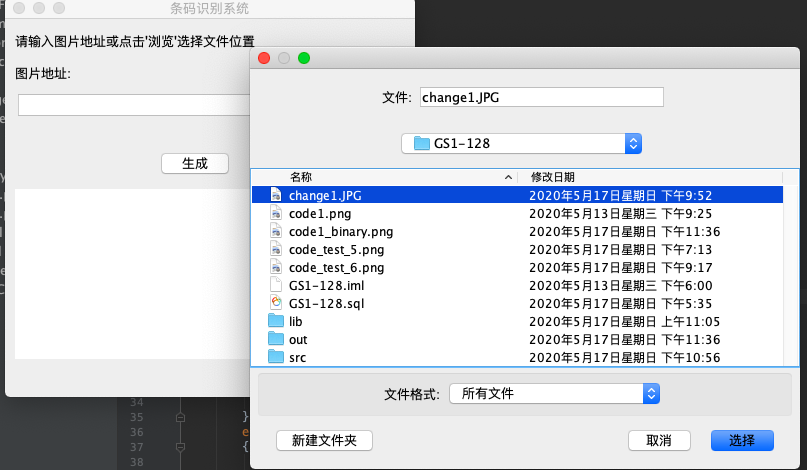 条码识别系统
请输入图片地址或点击'浏览'选择文件位置
图片地址:
生成
文件: change1.JPG
GS1-128
名称 修改日期
change1.JPG 2020年5月17日星期日 下午9:52
code1.png 2020年5月13日星期三 下午9:25
code1_binary.png 2020年5月17日星期日 下午11:36
code_test_5.png 2020年5月17日星期日 下午7:13
code_test_6.png 2020年5月17日星期日 下午9:17
GS1-128.iml 2020年5月13日星期三 下午6:00
GS1-128.sql 2020年5月17日星期日 下午5:35
lib 2020年5月17日星期日 上午11:05
out 2020年5月17日星期日 下午11:36
src 2020年5月17日星期日 下午10:56
文件格式: 所有文件
新建文件夹 取消 选择
34
35 }
36 e
37 {
38